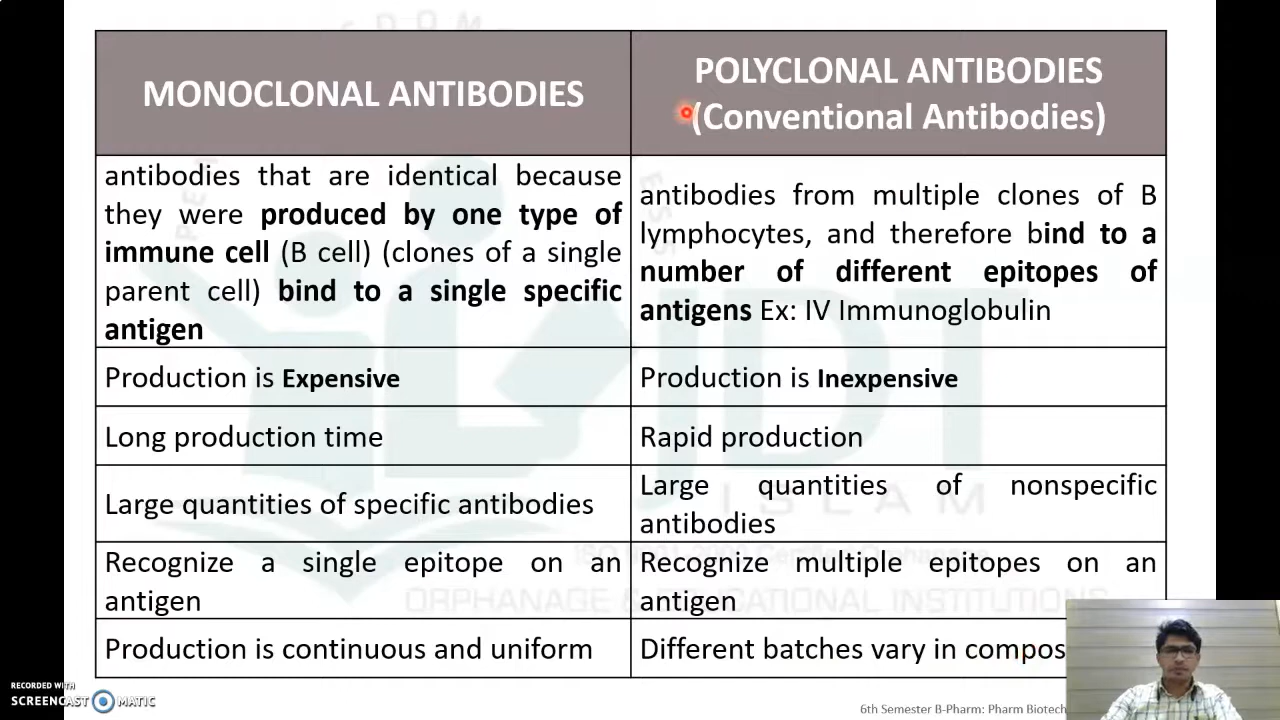 MONOCLONAL ANTIBODIES
POLYCLONAL ANTIBODIES
(Conventional Antibodies)
antibodies that are identical because
they were produced by one type of
immune cell (B cell) (clones of a single
parent cell) bind to a single specific
antigen
antibodies from multiple clones of B
lymphocytes, and therefore bind to a
number of different epitopes of
antigens Ex: IV Immunoglobulin
Production is Expensive
Production is Inexpensive
Long production time
Rapid production
Large quantities of specific antibodies
Large quantities of nonspecific
antibodies
Recognize a single epitope on an
antigen
Recognize multiple epitopes on an
antigen
Production is continuous and uniform
Different batches vary in compos
JDT
ISLAM
ORPHANAGE & EDUCATIONAL INSTITUTIONS
RECORDED WITH
SCREENCAST MATIC
6th Semester B-Pharm: Pharm Biotech